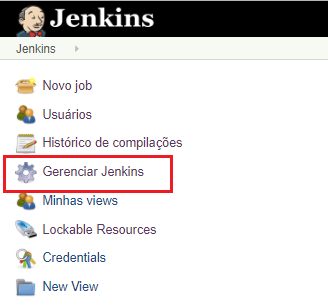 Jenkins
Jenkins
Novo job
Usuários
Histórico de compilações
Gerenciar Jenkins
Minhas views
Lockable Resources
Credentials
New View